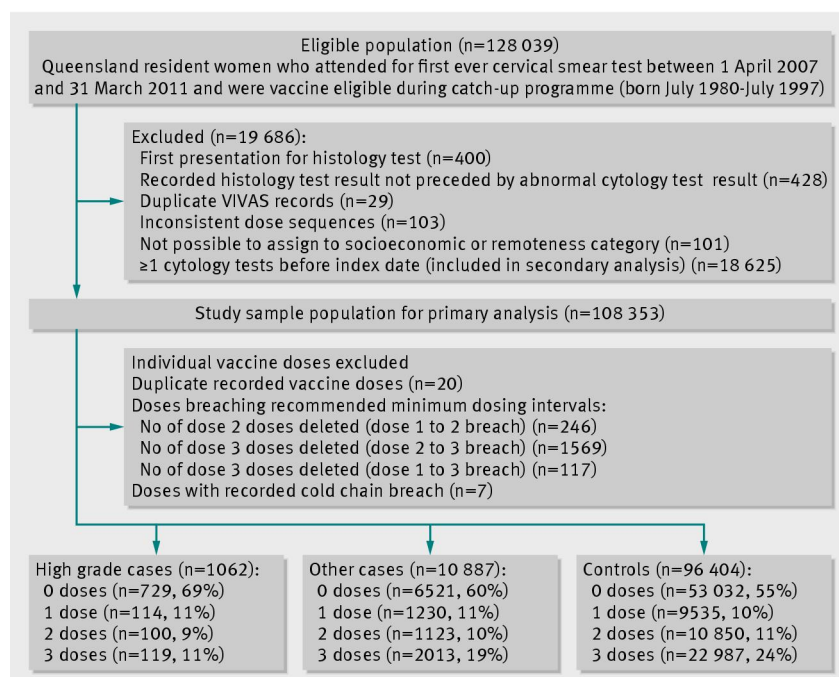 Eligible population (n=128 039)
Queensland resident women who attended for first ever cervical smear test between 1 April 2007
and 31 March 2011 and were vaccine eligible during catch-up programme (born July 1980-July 1997)
Excluded (n=19 686):
First presentation for histology test (n=400)
Recorded histology test result not preceded by abnormal cytology test result (n=428)
Duplicate VIVAS records (n=29)
Inconsistent dose sequences (n=103)
Not possible to assign to socioeconomic or remoteness category (n=101)
≥1 cytology tests before index date (included in secondary analysis) (n=18 625)
Study sample population for primary analysis (n=108 353)
Individual vaccine doses excluded
Duplicate recorded vaccine doses (n=20)
Doses breaching recommended minimum dosing intervals:
No of dose 2 doses deleted (dose 1 to 2 breach) (n=246)
No of dose 3 doses deleted (dose 2 to 3 breach) (n=1569)
No of dose 3 doses deleted (dose 1 to 3 breach) (n=117)
Doses with recorded cold chain breach (n=7)
High grade cases (n=1062):
0 doses (n=729, 69%)
1 dose (n=114, 11%)
2 doses (n=100, 9%)
3 doses (n=119, 11%)
Other cases (n=10 887):
0 doses (n=6521, 60%)
1 dose (n=1230, 11%)
2 doses (n=1123, 10%)
3 doses (n=2013, 19%)
Controls (n=96 404):
0 doses (n=53 032, 55%)
1 dose (n=9535, 10%)
2 doses (n=10 850, 11%)
3 doses (n=22 987, 24%)